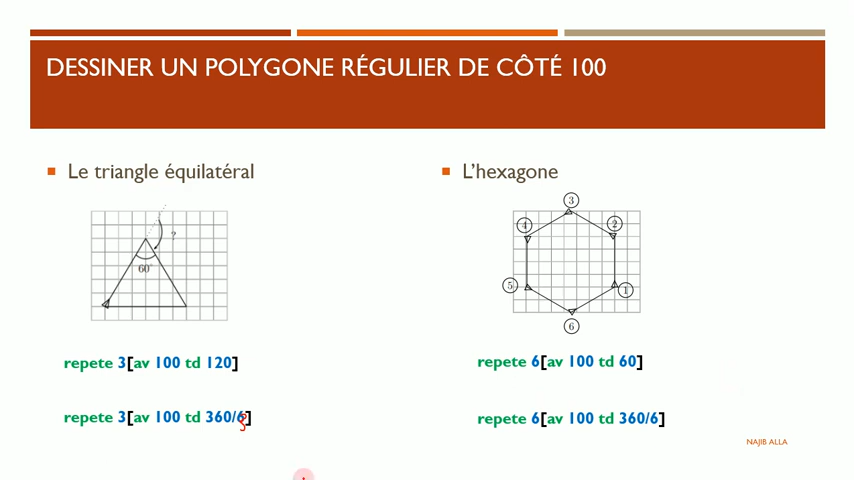 DESSINER UN POLYGONE RÉGULIER DE CÔTÉ 100
Le triangle équilatéral
?
60°
repete 3[av 100 td 120]
repete 3[av 100 td 360/6]
3
L'hexagone
3
4
2
5
1
6
repete 6[av 100 td 60]
repete 6[av 100 td 360/6]
NAJIB ALLA